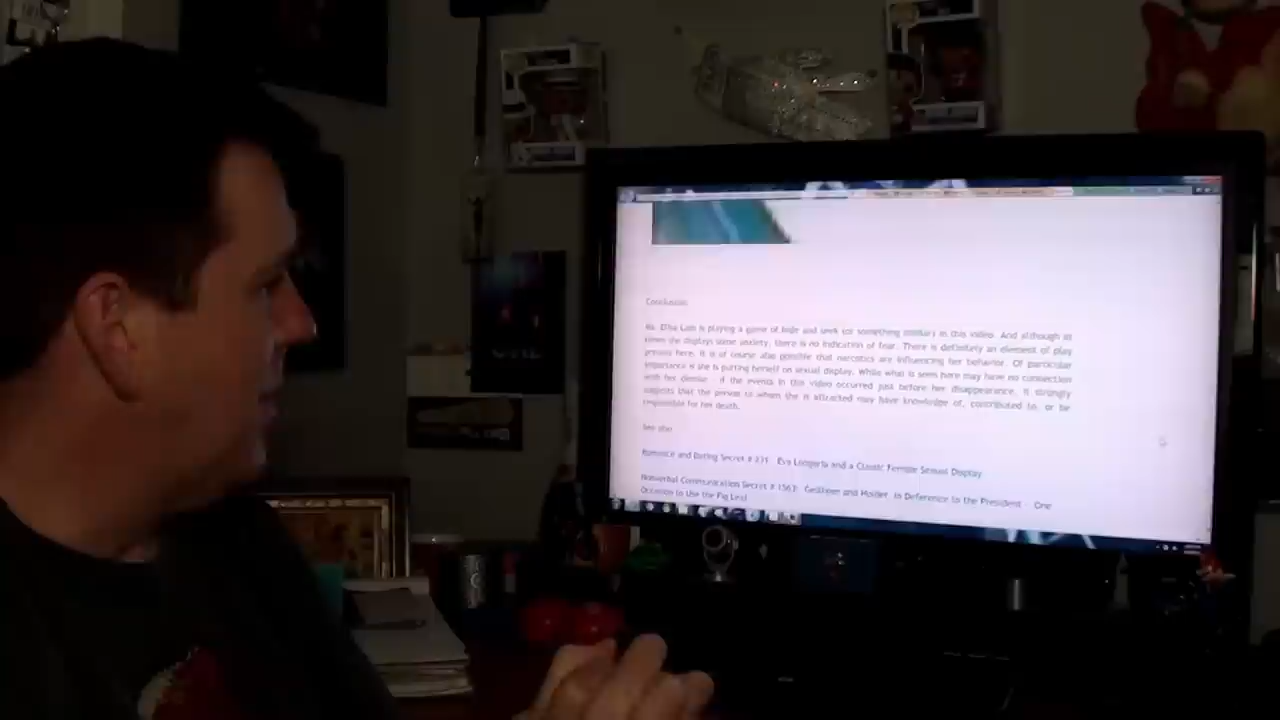 Conclusion:
Ms. Elisa Lam is playing a game of hide and seek (or something similar) in this video. And although at
times she displays some anxiety, there is no indication of fear. There is definitely an element of play
present here. It is of course also possible that narcotics are influencing her behavior. Of particular
importance is she is putting herself on sexual display. While what is seen here may have no connection
with her demise - if the events in this video occurred just before her disappearance, it strongly
suggests that the person to whom she is attracted may have knowledge of, contributed to, or be
responsible for her death.
See also:
Romance and Dating Secret # 231: Eva Longoria and a Classic Female Sexual Display
Nonverbal Communication Secret # 1563: Geithner and Holder in Deference to the President - One
Occasion to Use the Fig Leaf